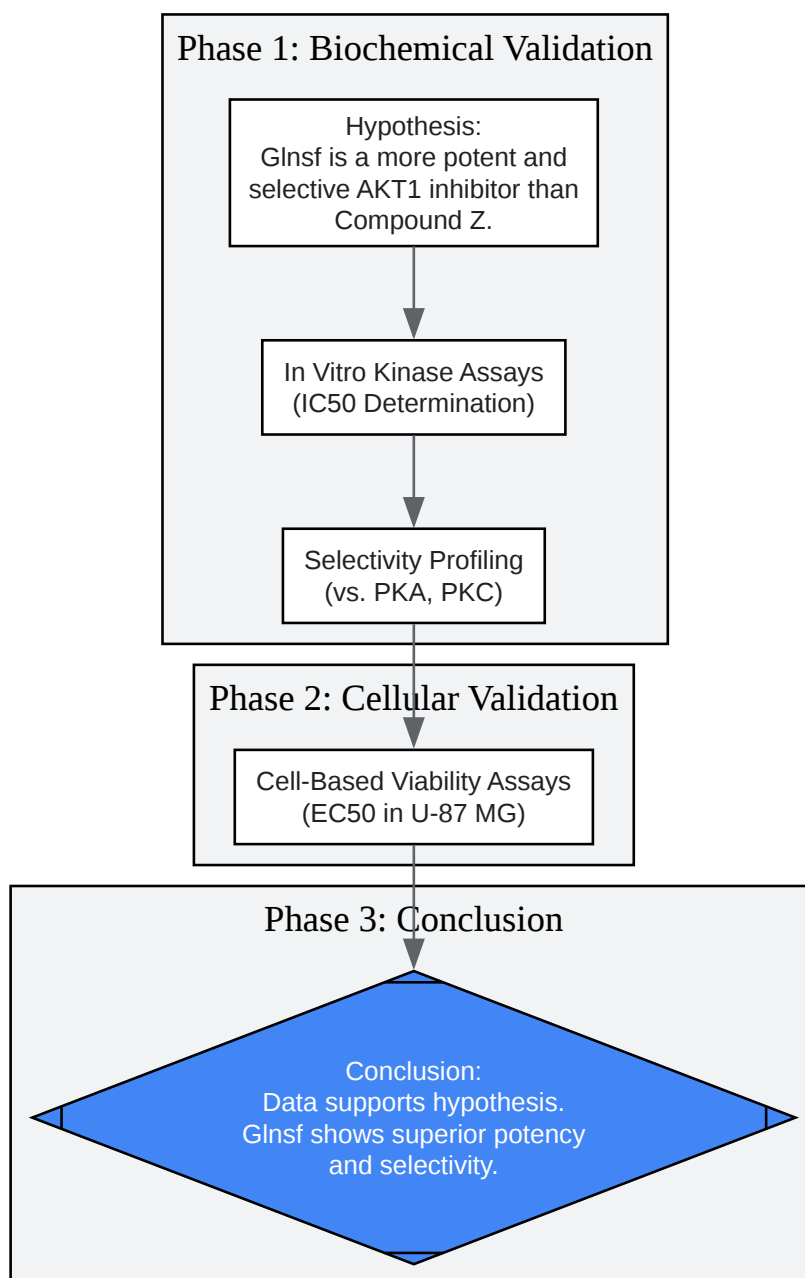 Phase 1: Biochemical Validation
Hypothesis:
Glnsf is a more potent and
selective AKT1 inhibitor than
Compound Z.
In Vitro Kinase Assays
(IC50 Determination)
Selectivity Profiling
(vs. PKA, PKC)
Phase 2: Cellular Validation
Cell-Based Viability Assays
(EC50 in U-87 MG)
Phase 3: Conclusion
Conclusion:
Data supports hypothesis.
Glnsf shows superior potency
and selectivity.